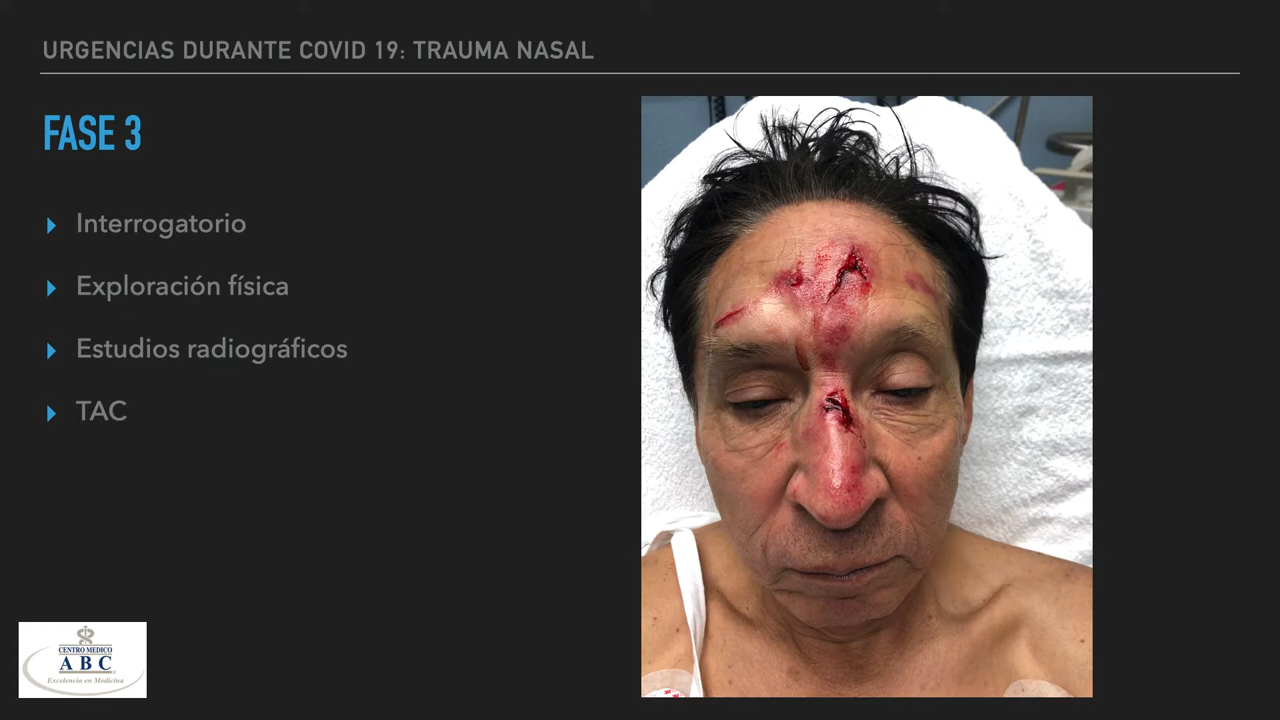 URGENCIAS DURANTE COVID 19: TRAUMA NASAL
FASE 3
Interrogatorio
Exploración física
Estudios radiográficos
TAC
CENTRO MEDICO
ABC
Excelencia en Medicina
3M